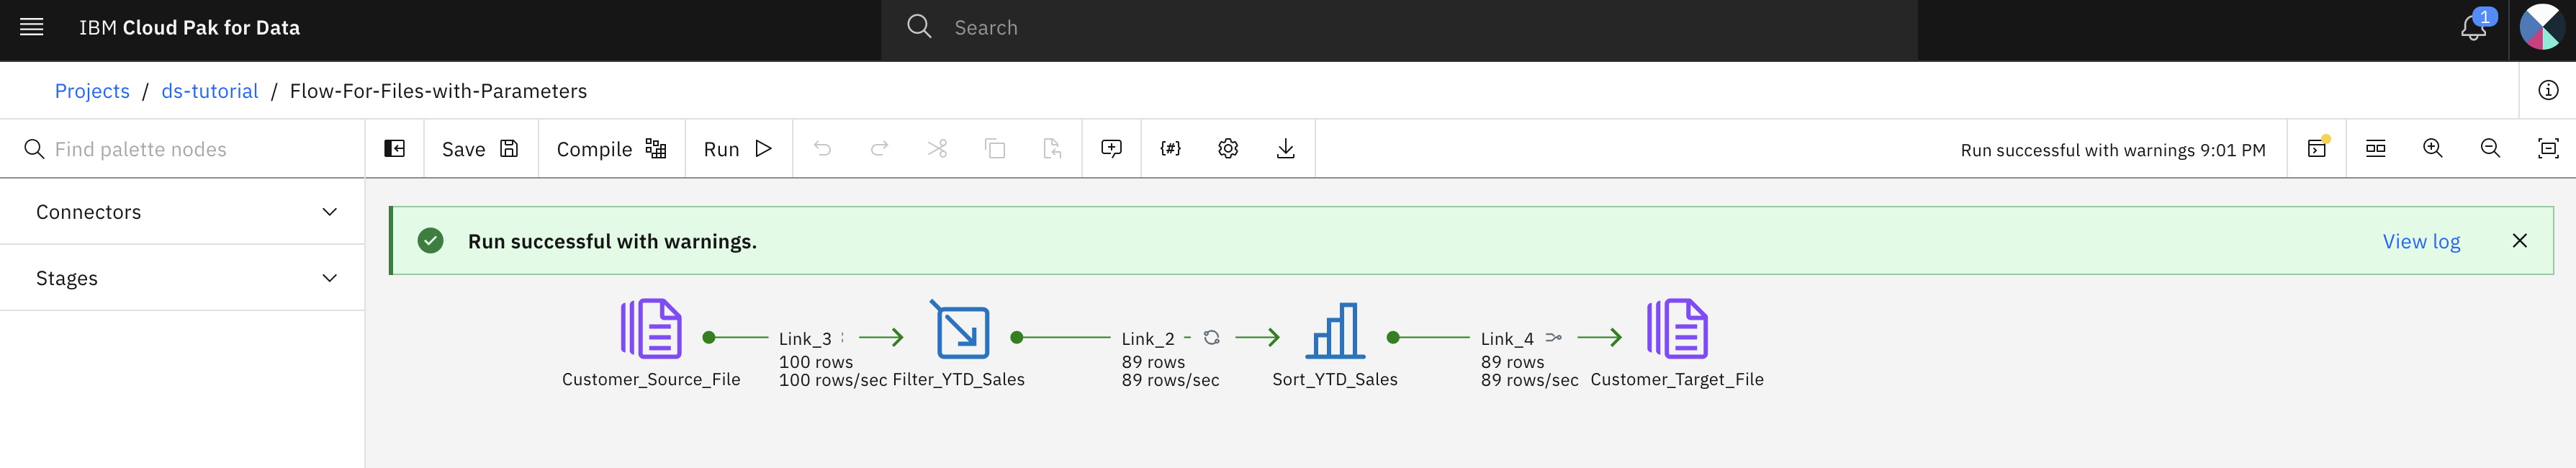 IBM Cloud Pak for Data
Search
1
Projects / ds-tutorial / Flow-For-Files-with-Parameters
Find palette nodes
Save
Compile
Run
{#}
Run successful with warnings 9:01 PM
Connectors
Stages
Run successful with warnings.
View log
Link_3
100 rows
100 rows/sec
Link_2
89 rows
89 rows/sec
Link_4
89 rows
89 rows/sec
Customer_Source_File
Filter_YTD_Sales
Sort_YTD_Sales
Customer_Target_File